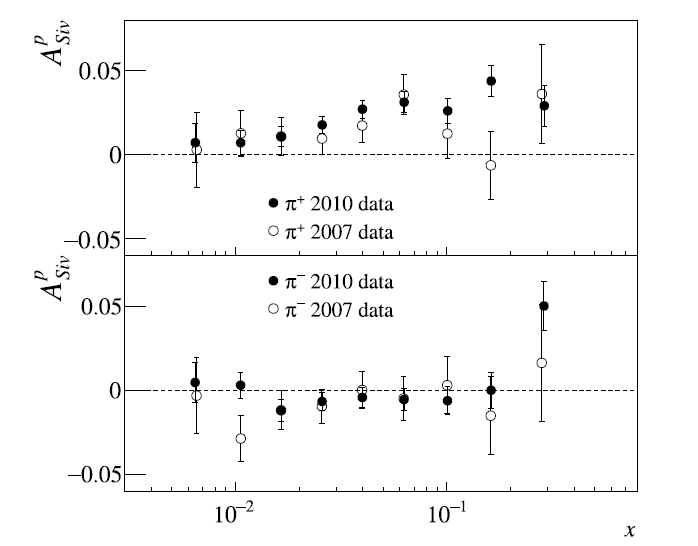 A^p_Siv
0.05
0
−0.05
π⁺ 2010 data
π⁺ 2007 data
A^p_Siv
0.05
0
−0.05
π⁻ 2010 data
π⁻ 2007 data
10⁻² 10⁻¹
x